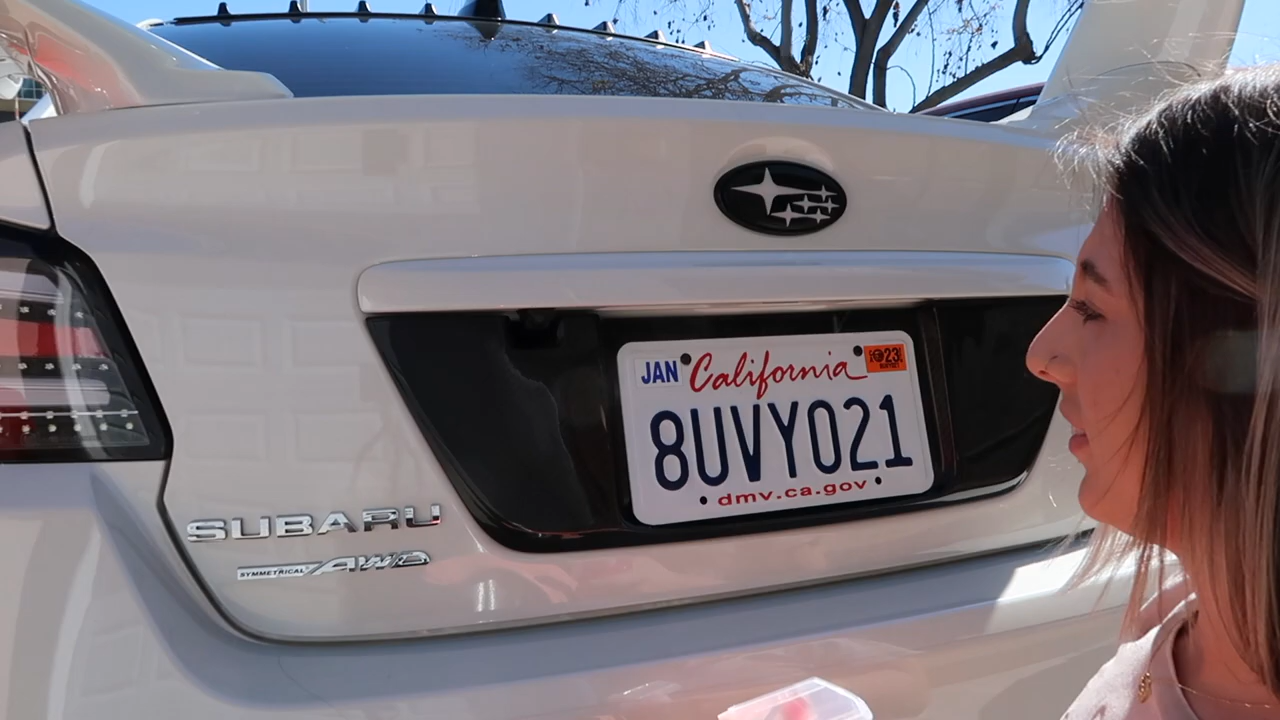 JAN California 23
8UVY021
dmv.ca.gov
SUBARU
SYMMETRICAL AWD